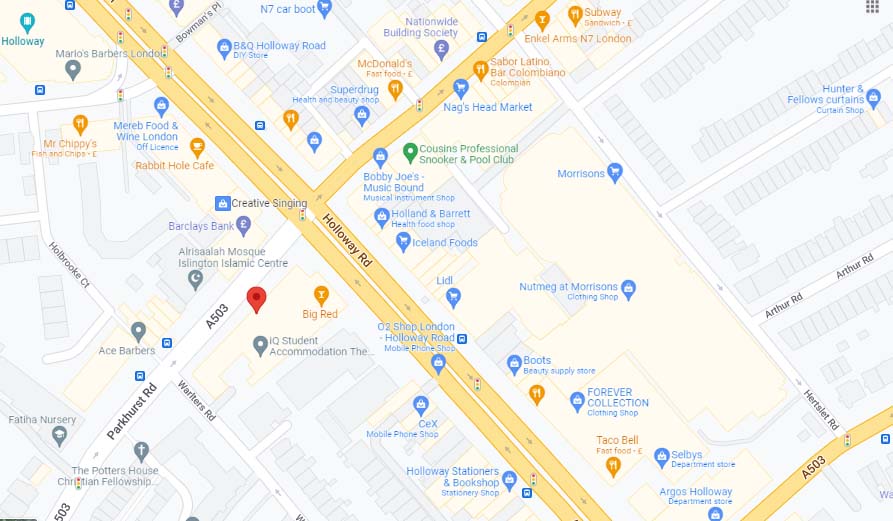 N7 car boot
Bowman's Pl
Subway
Sandwich - £
Nationwide
Building Society
Enkel Arms N7 London
Holloway
B&Q Holloway Road
DIY Store
Mario's Barbers London
McDonald's
Fast food - £
Sabor Latino.
Bar Colombiano
Colombian
Superdrug
Health and beauty shop
Nag's Head Market
Hunter &
Fellows curtains
Curtain Shop
Mereb Food &
Wine London
Off Licence
Mr Chippy's
Fish and Chips - £
Rabbit Hole Cafe
Cousins Professional
Snooker & Pool Club
Bobby Joe's -
Music Bound
Musical Instrument Shop
Morrisons
Creative Singing
Holland & Barrett
Health food shop
Barclays Bank
Holloway Rd
Iceland Foods
Alrisaalah Mosque
Islington Islamic Centre
Holbrooke Ct
Arthur Rd
Arthur Rd
Lidl
Nutmeg at Morrisons
Clothing Shop
A503
Big Red
O2 Shop London
- Holloway Road
Mobile Phone Shop
Ace Barbers
iQ Student
Accommodation The...
Boots
Beauty supply store
Parkhurst Rd
Warlters Rd
FOREVER
COLLECTION
Clothing Shop
Hertslet Rd
Fatiha Nursery
CeX
Mobile Phone Shop
Taco Bell
Fast food - £
Selbys
Department store
The Potters House
Christian Fellowship...
Holloway Stationers
& Bookshop
Stationery Shop
A503
Argos Holloway
Department store
A503